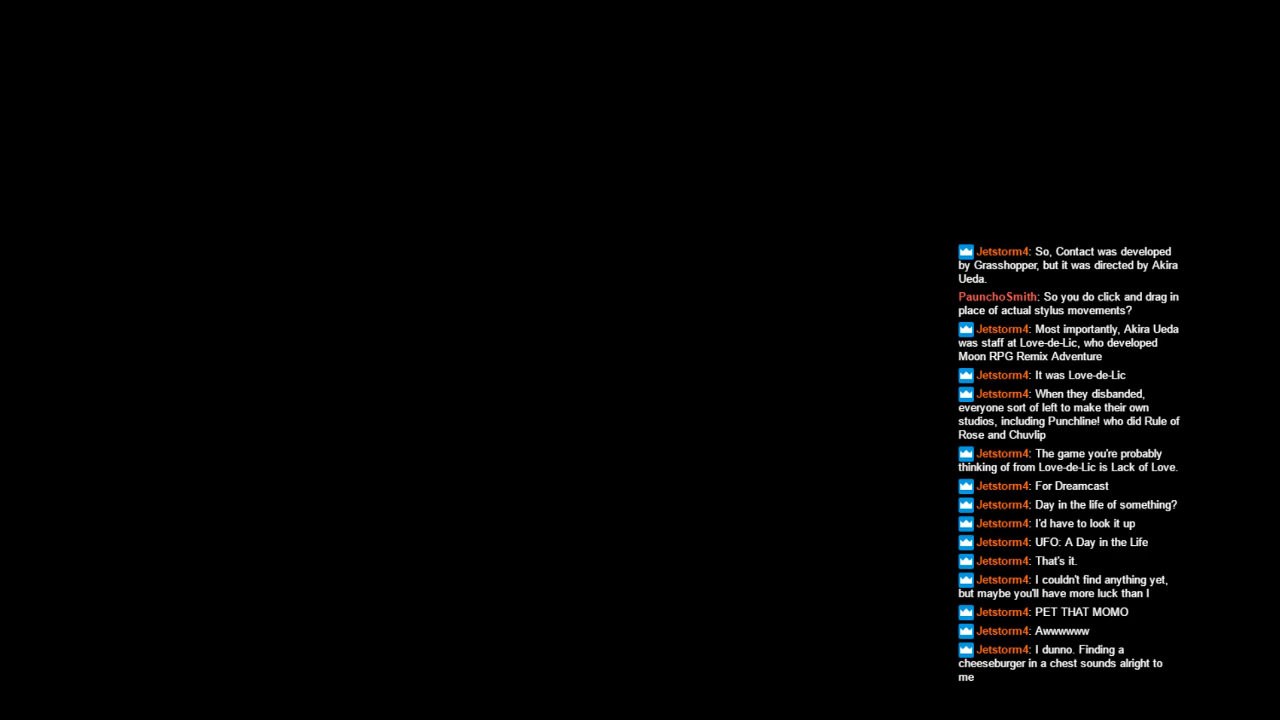 Jetstorm4: So, Contact was developed
by Grasshopper, but it was directed by Akira
Ueda.
PaunchoSmith: So you do click and drag in
place of actual stylus movements?
Jetstorm4: Most importantly, Akira Ueda
was staff at Love-de-Lic, who developed
Moon RPG Remix Adventure
Jetstorm4: It was Love-de-Lic
Jetstorm4: When they disbanded,
everyone sort of left to make their own
studios, including Punchline! who did Rule of
Rose and Chuvlip
Jetstorm4: The game you're probably
thinking of from Love-de-Lic is Lack of Love.
Jetstorm4: For Dreamcast
Jetstorm4: Day in the life of something?
Jetstorm4: I'd have to look it up
Jetstorm4: UFO: A Day in the Life
Jetstorm4: That's it.
Jetstorm4: I couldn't find anything yet,
but maybe you'll have more luck than I
Jetstorm4: PET THAT MOMO
Jetstorm4: Awwwwww
Jetstorm4: I dunno. Finding a
cheeseburger in a chest sounds alright to
me